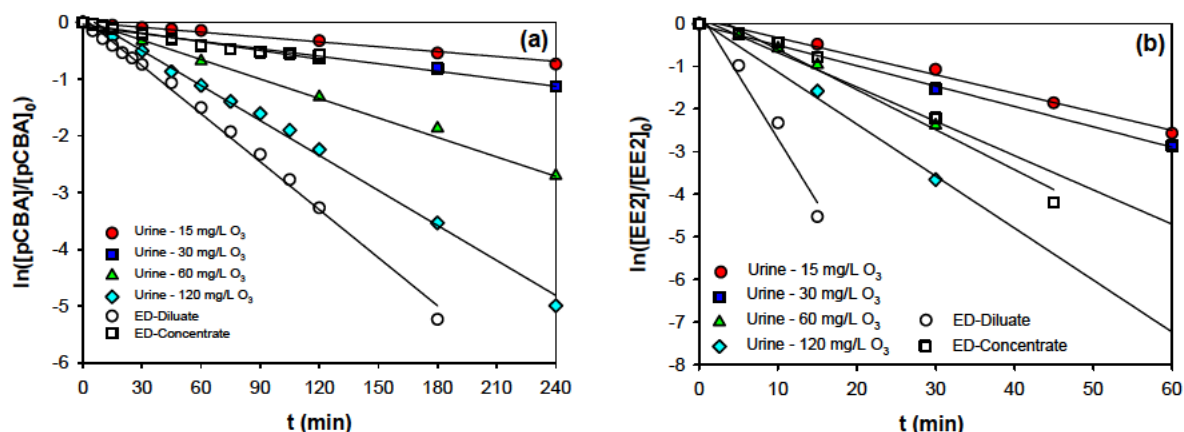 (a)
ln([pCBA]/[pCBA]0)
0
-1
-2
-3
-4
-5
-6
Urine - 15 mg/L O3
Urine - 30 mg/L O3
Urine - 60 mg/L O3
Urine - 120 mg/L O3
ED-Diluate
ED-Concentrate
0 30 60 90 120 150 180 210 240
t (min)
(b)
ln([EE2]/[EE2]0)
0
-1
-2
-3
-4
-5
-6
-7
-8
Urine - 15 mg/L O3
Urine - 30 mg/L O3
Urine - 60 mg/L O3
Urine - 120 mg/L O3
ED-Diluate
ED-Concentrate
0 10 20 30 40 50 60
t (min)